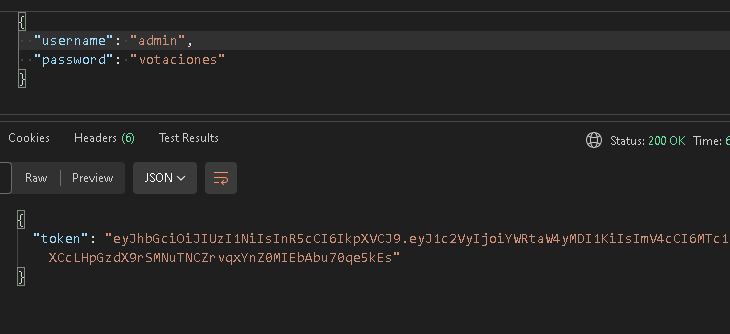 {
"username": "admin",
"password": "votaciones"
}
Cookies Headers (6) Test Results Status: 200 OK Time: 6
Raw Preview JSON
{
"token": "eyJhbGciOiJIUzI1NiIsInR5cCI6IkpXVCJ9.eyJ1c2VyIjoiYWRtaW4yMDI1KiIsImV4cCI6MTc1
XCcLHpGzdX9rSMNuTNCZrvqxYnZ0MIEbAbu70qe5kEs"
}